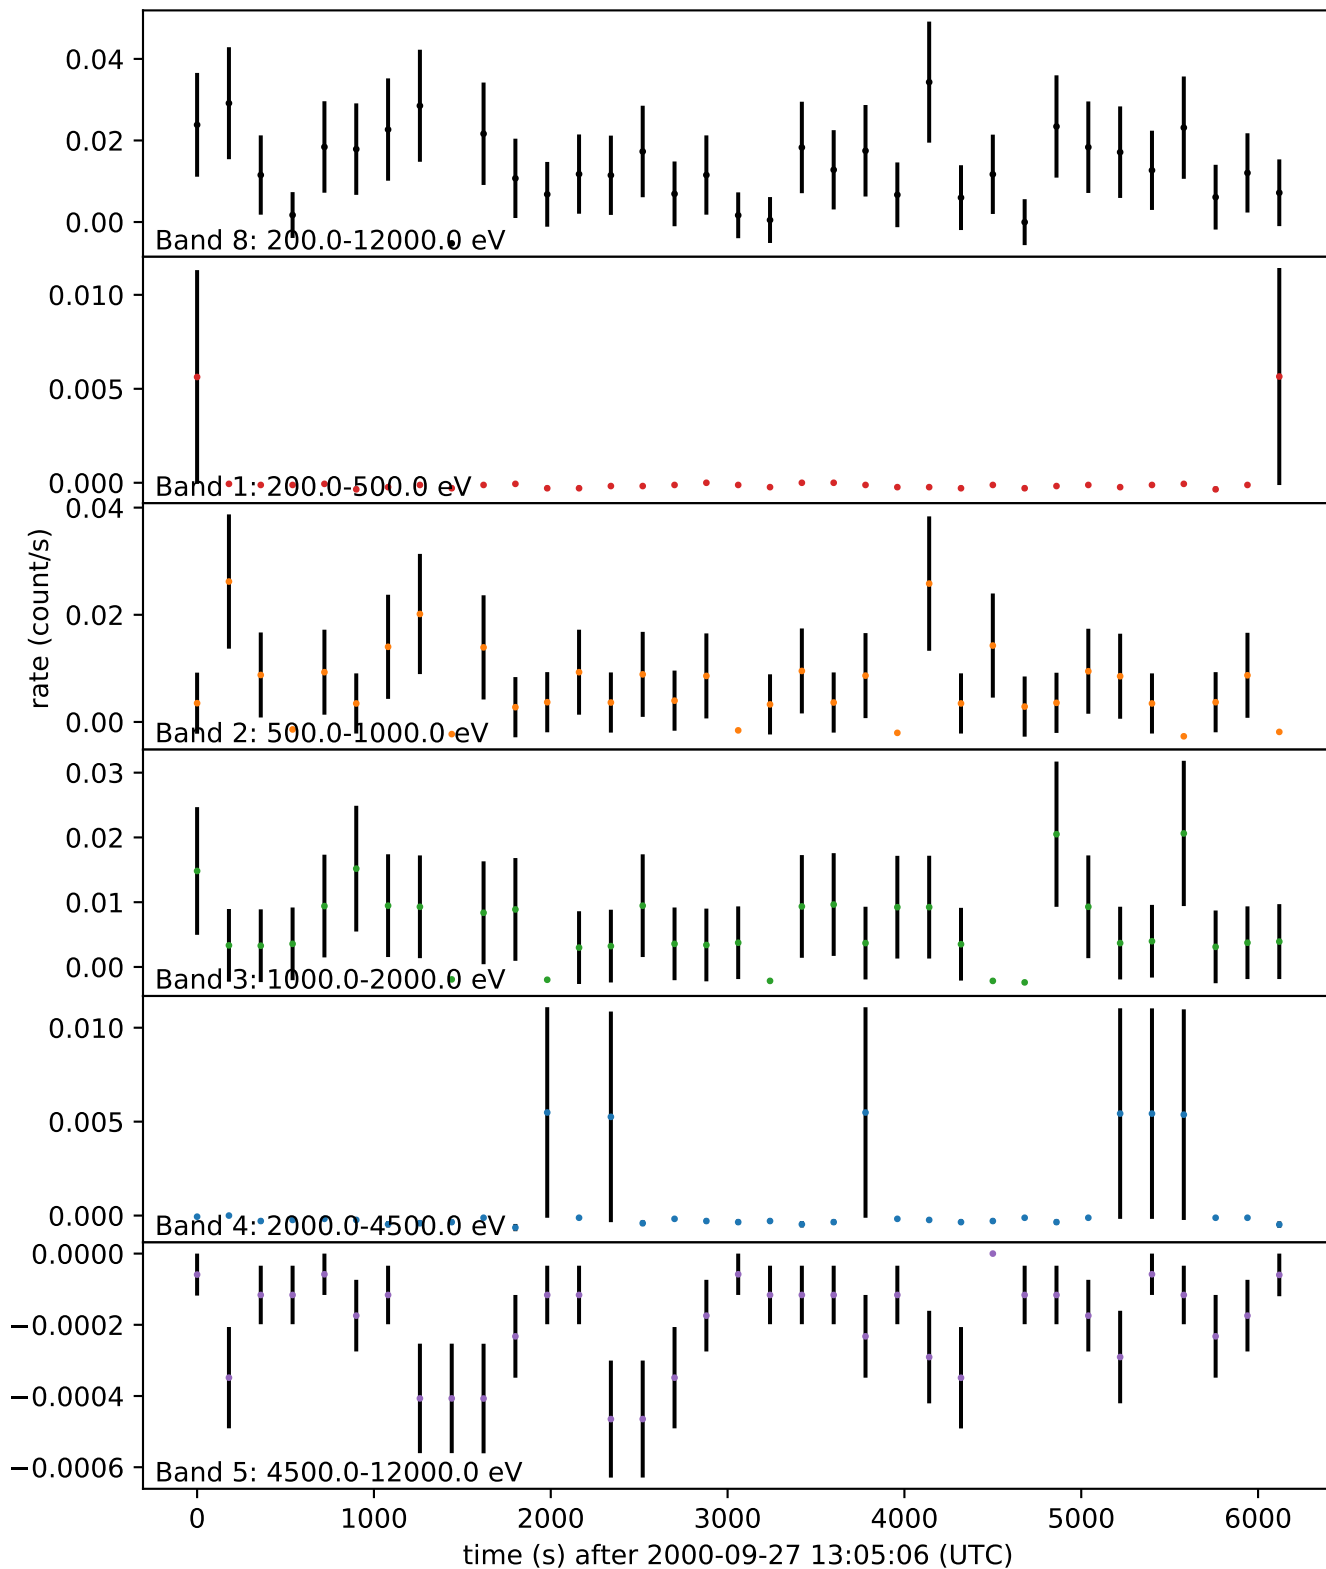 0.04
0.02
0.00
Band 8: 200.0-12000.0 eV
0.010
0.005
0.000
Band 1: 200.0-500.0 eV
0.04
0.02
0.00
Band 2: 500.0-1000.0 eV
rate (count/s)
0.03
0.02
0.01
0.00
Band 3: 1000.0-2000.0 eV
0.010
0.005
0.000
Band 4: 2000.0-4500.0 eV
0.0000
−0.0002
−0.0004
−0.0006
Band 5: 4500.0-12000.0 eV
0 1000 2000 3000 4000 5000 6000
time (s) after 2000-09-27 13:05:06 (UTC)